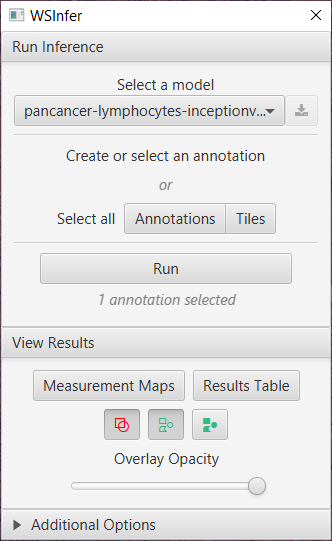 WSInfer
Run Inference
Select a model
pancancer-lymphocytes-inceptionv...
Create or select an annotation
or
Select all Annotations Tiles
Run
1 annotation selected
View Results
Measurement Maps Results Table
Overlay Opacity
Additional Options